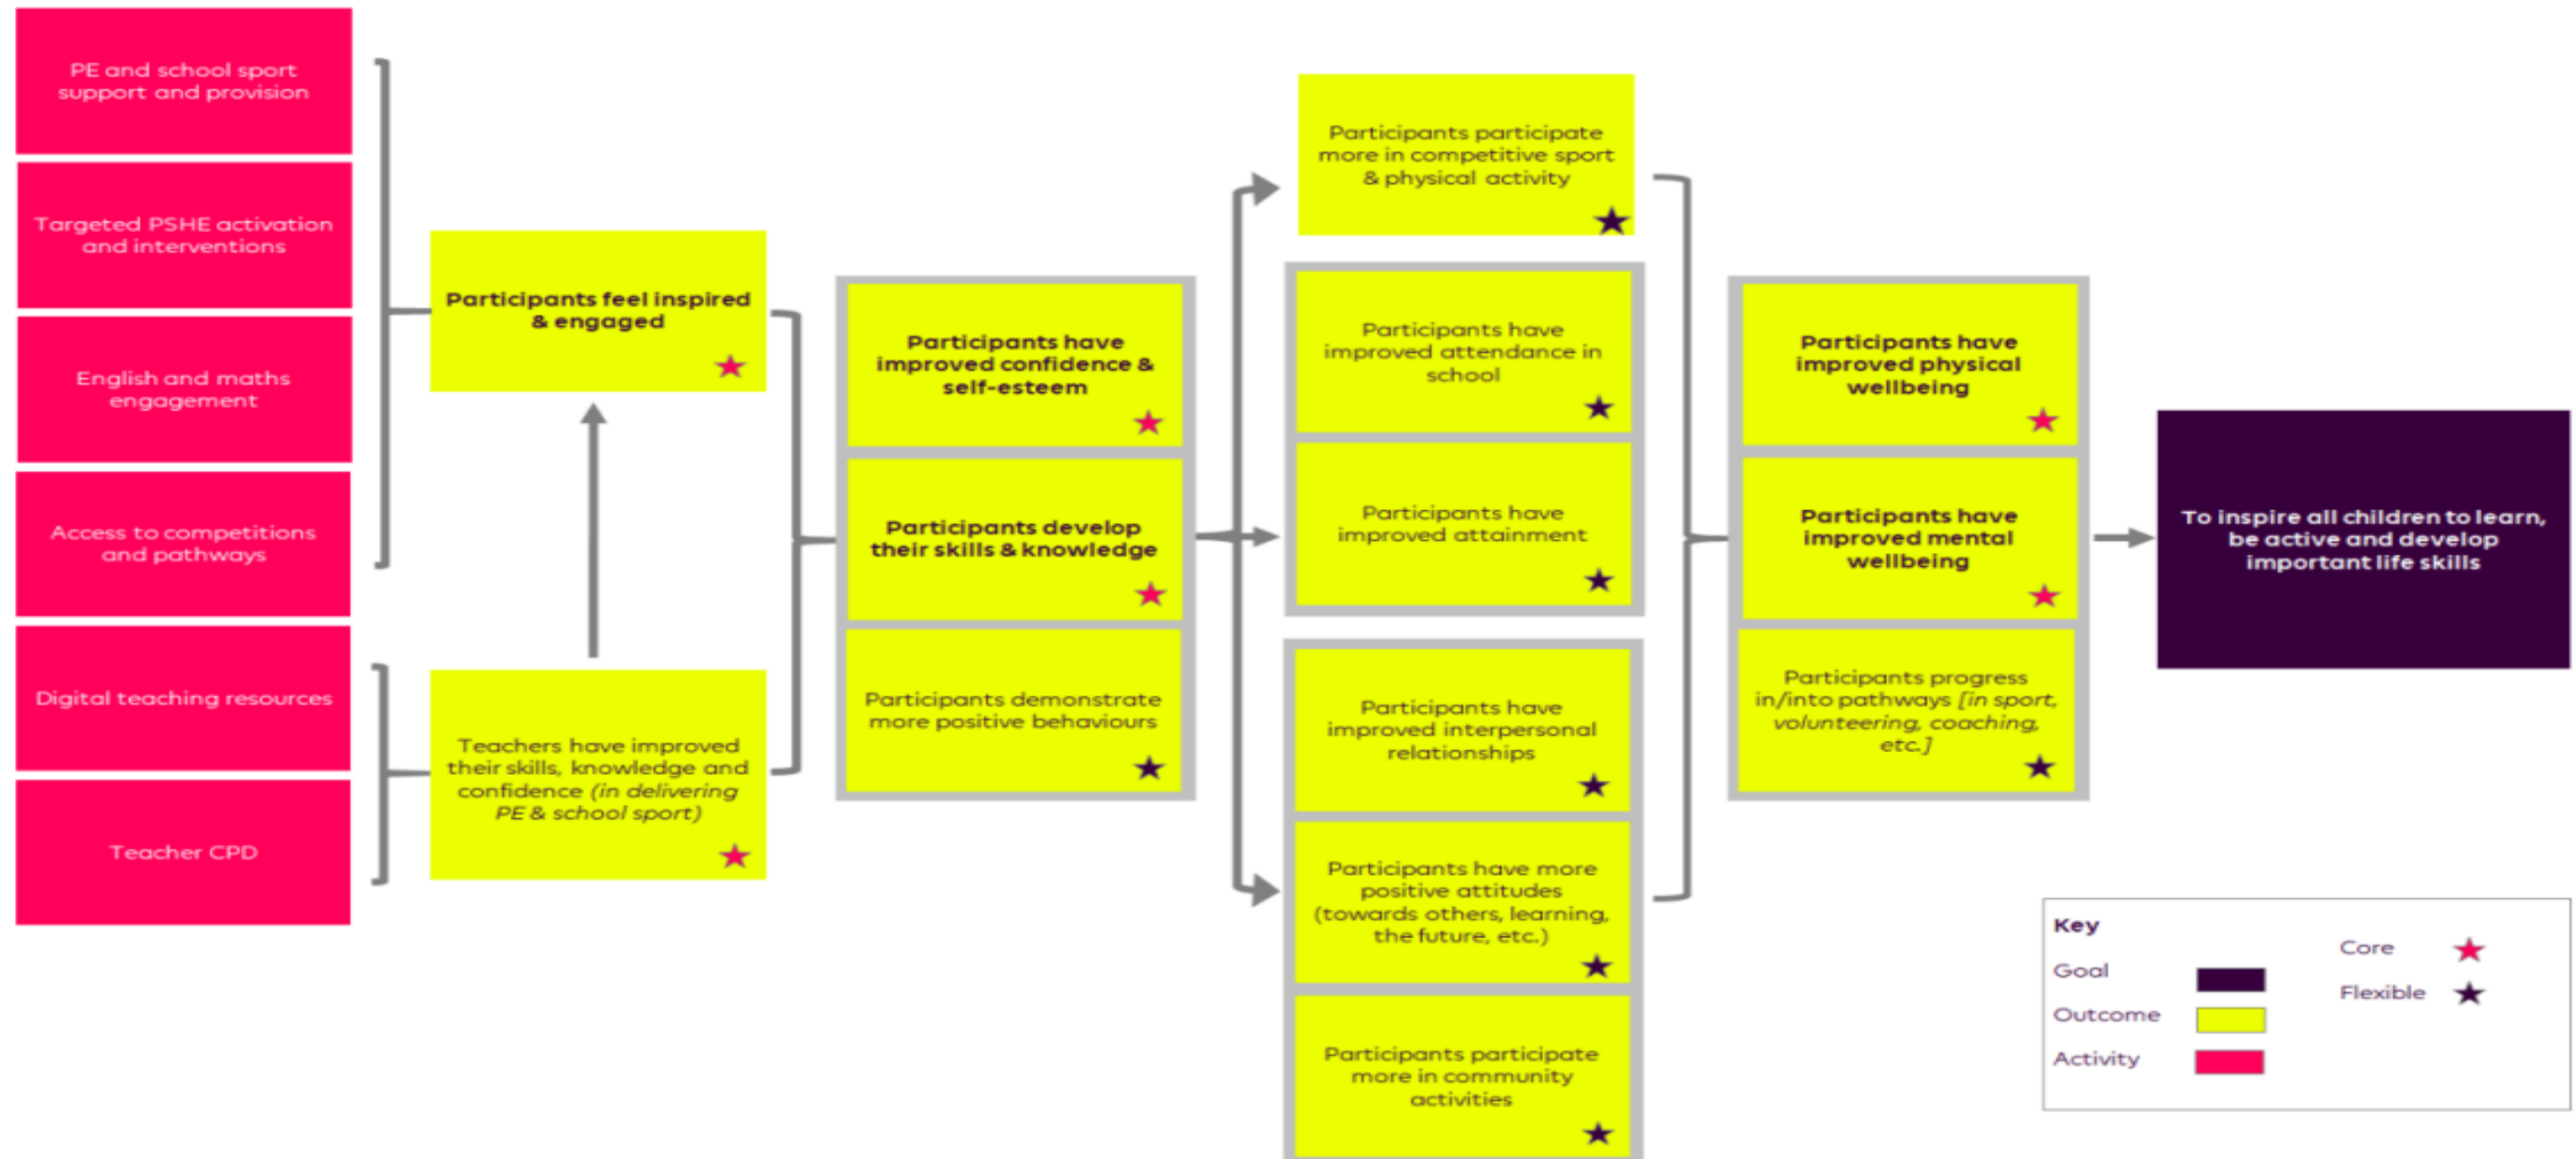 PE and school sport
support and provision
Targeted PSHE activation
and interventions
English and maths
engagement
Access to competitions
and pathways
Digital teaching resources
Teacher CPD
Participants feel inspired
& engaged
Teachers have improved
their skills, knowledge and
confidence (in delivering
PE & school sport)
Participants have
improved confidence &
self-esteem
Participants develop
their skills & knowledge
Participants demonstrate
more positive behaviours
Participants participate
more in competitive sport
& physical activity
Participants have
improved attendance in
school
Participants have
improved attainment
Participants have
improved interpersonal
relationships
Participants have more
positive attitudes
(towards others, learning,
the future, etc.)
Participants participate
more in community
activities
Participants have
improved physical
wellbeing
Participants have
improved mental
wellbeing
Participants progress
in/into pathways [in sport,
volunteering, coaching,
etc.]
To inspire all children to learn,
be active and develop
important life skills
Key
Goal
Outcome
Activity
Core
Flexible